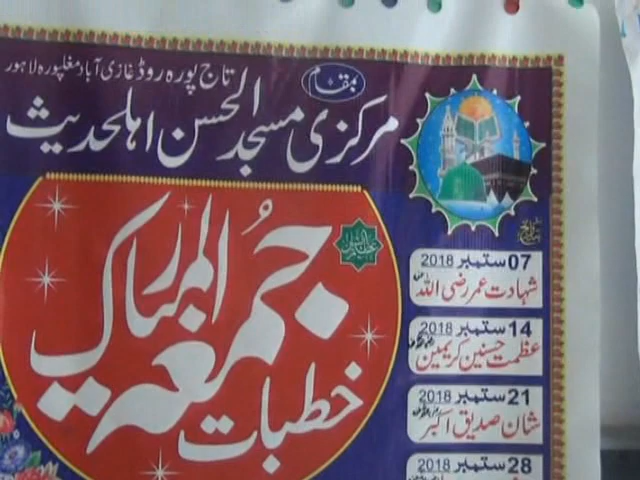 بمقام
تاج پورہ روڈ غازی آباد مغلپورہ لاہور
مرکزی مسجد الحسن اہلحدیث
خطبات جمعۃ المبارک
07 ستمبر 2018
شہادت عمر رضی اللہ
14 ستمبر 2018
عظمت حسنین کریمین
21 ستمبر 2018
شان صدیق اکبر
28 ستمبر 2018